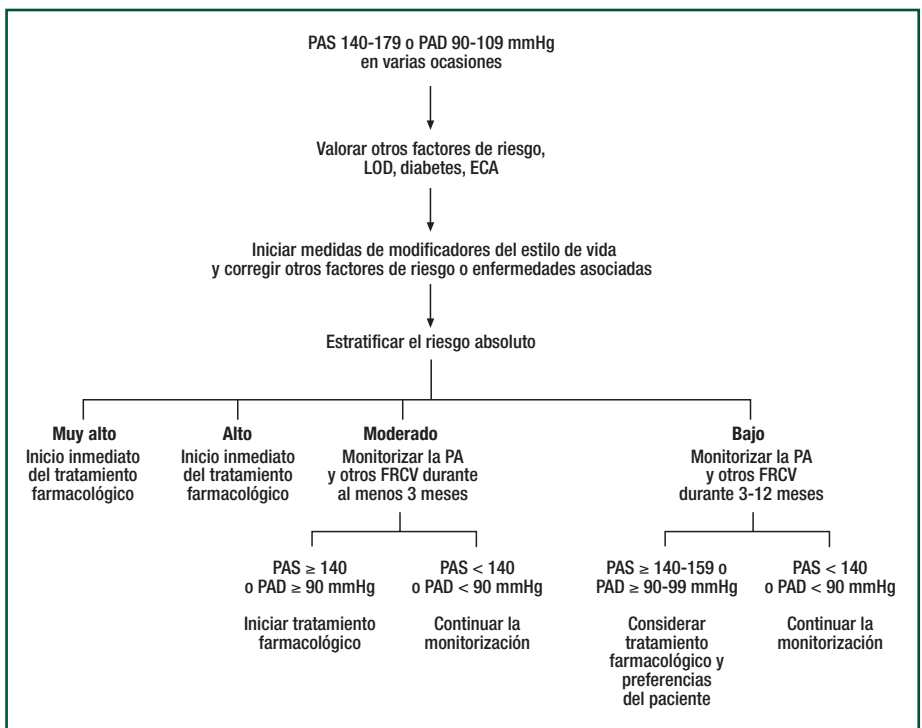 PAS 140-179 o PAD 90-109 mmHg
en varias ocasiones
Valorar otros factores de riesgo,
LOD, diabetes, ECA
Iniciar medidas de modificadores del estilo de vida
y corregir otros factores de riesgo o enfermedades asociadas
Estratificar el riesgo absoluto
Muy alto
Inicio inmediato
del tratamiento
farmacológico
Alto
Inicio inmediato
del tratamiento
farmacológico
Moderado
Monitorizar la PA
y otros FRCV durante
al menos 3 meses
Bajo
Monitorizar la PA
y otros FRCV
durante 3-12 meses
PAS ≥ 140
o PAD ≥ 90 mmHg
Iniciar tratamiento
farmacológico
PAS < 140
o PAD < 90 mmHg
Continuar la
monitorización
PAS ≥ 140-159 o
PAD ≥ 90-99 mmHg
Considerar
tratamiento
farmacológico y
preferencias
del paciente
PAS < 140
o PAD < 90 mmHg
Continuar la
monitorización